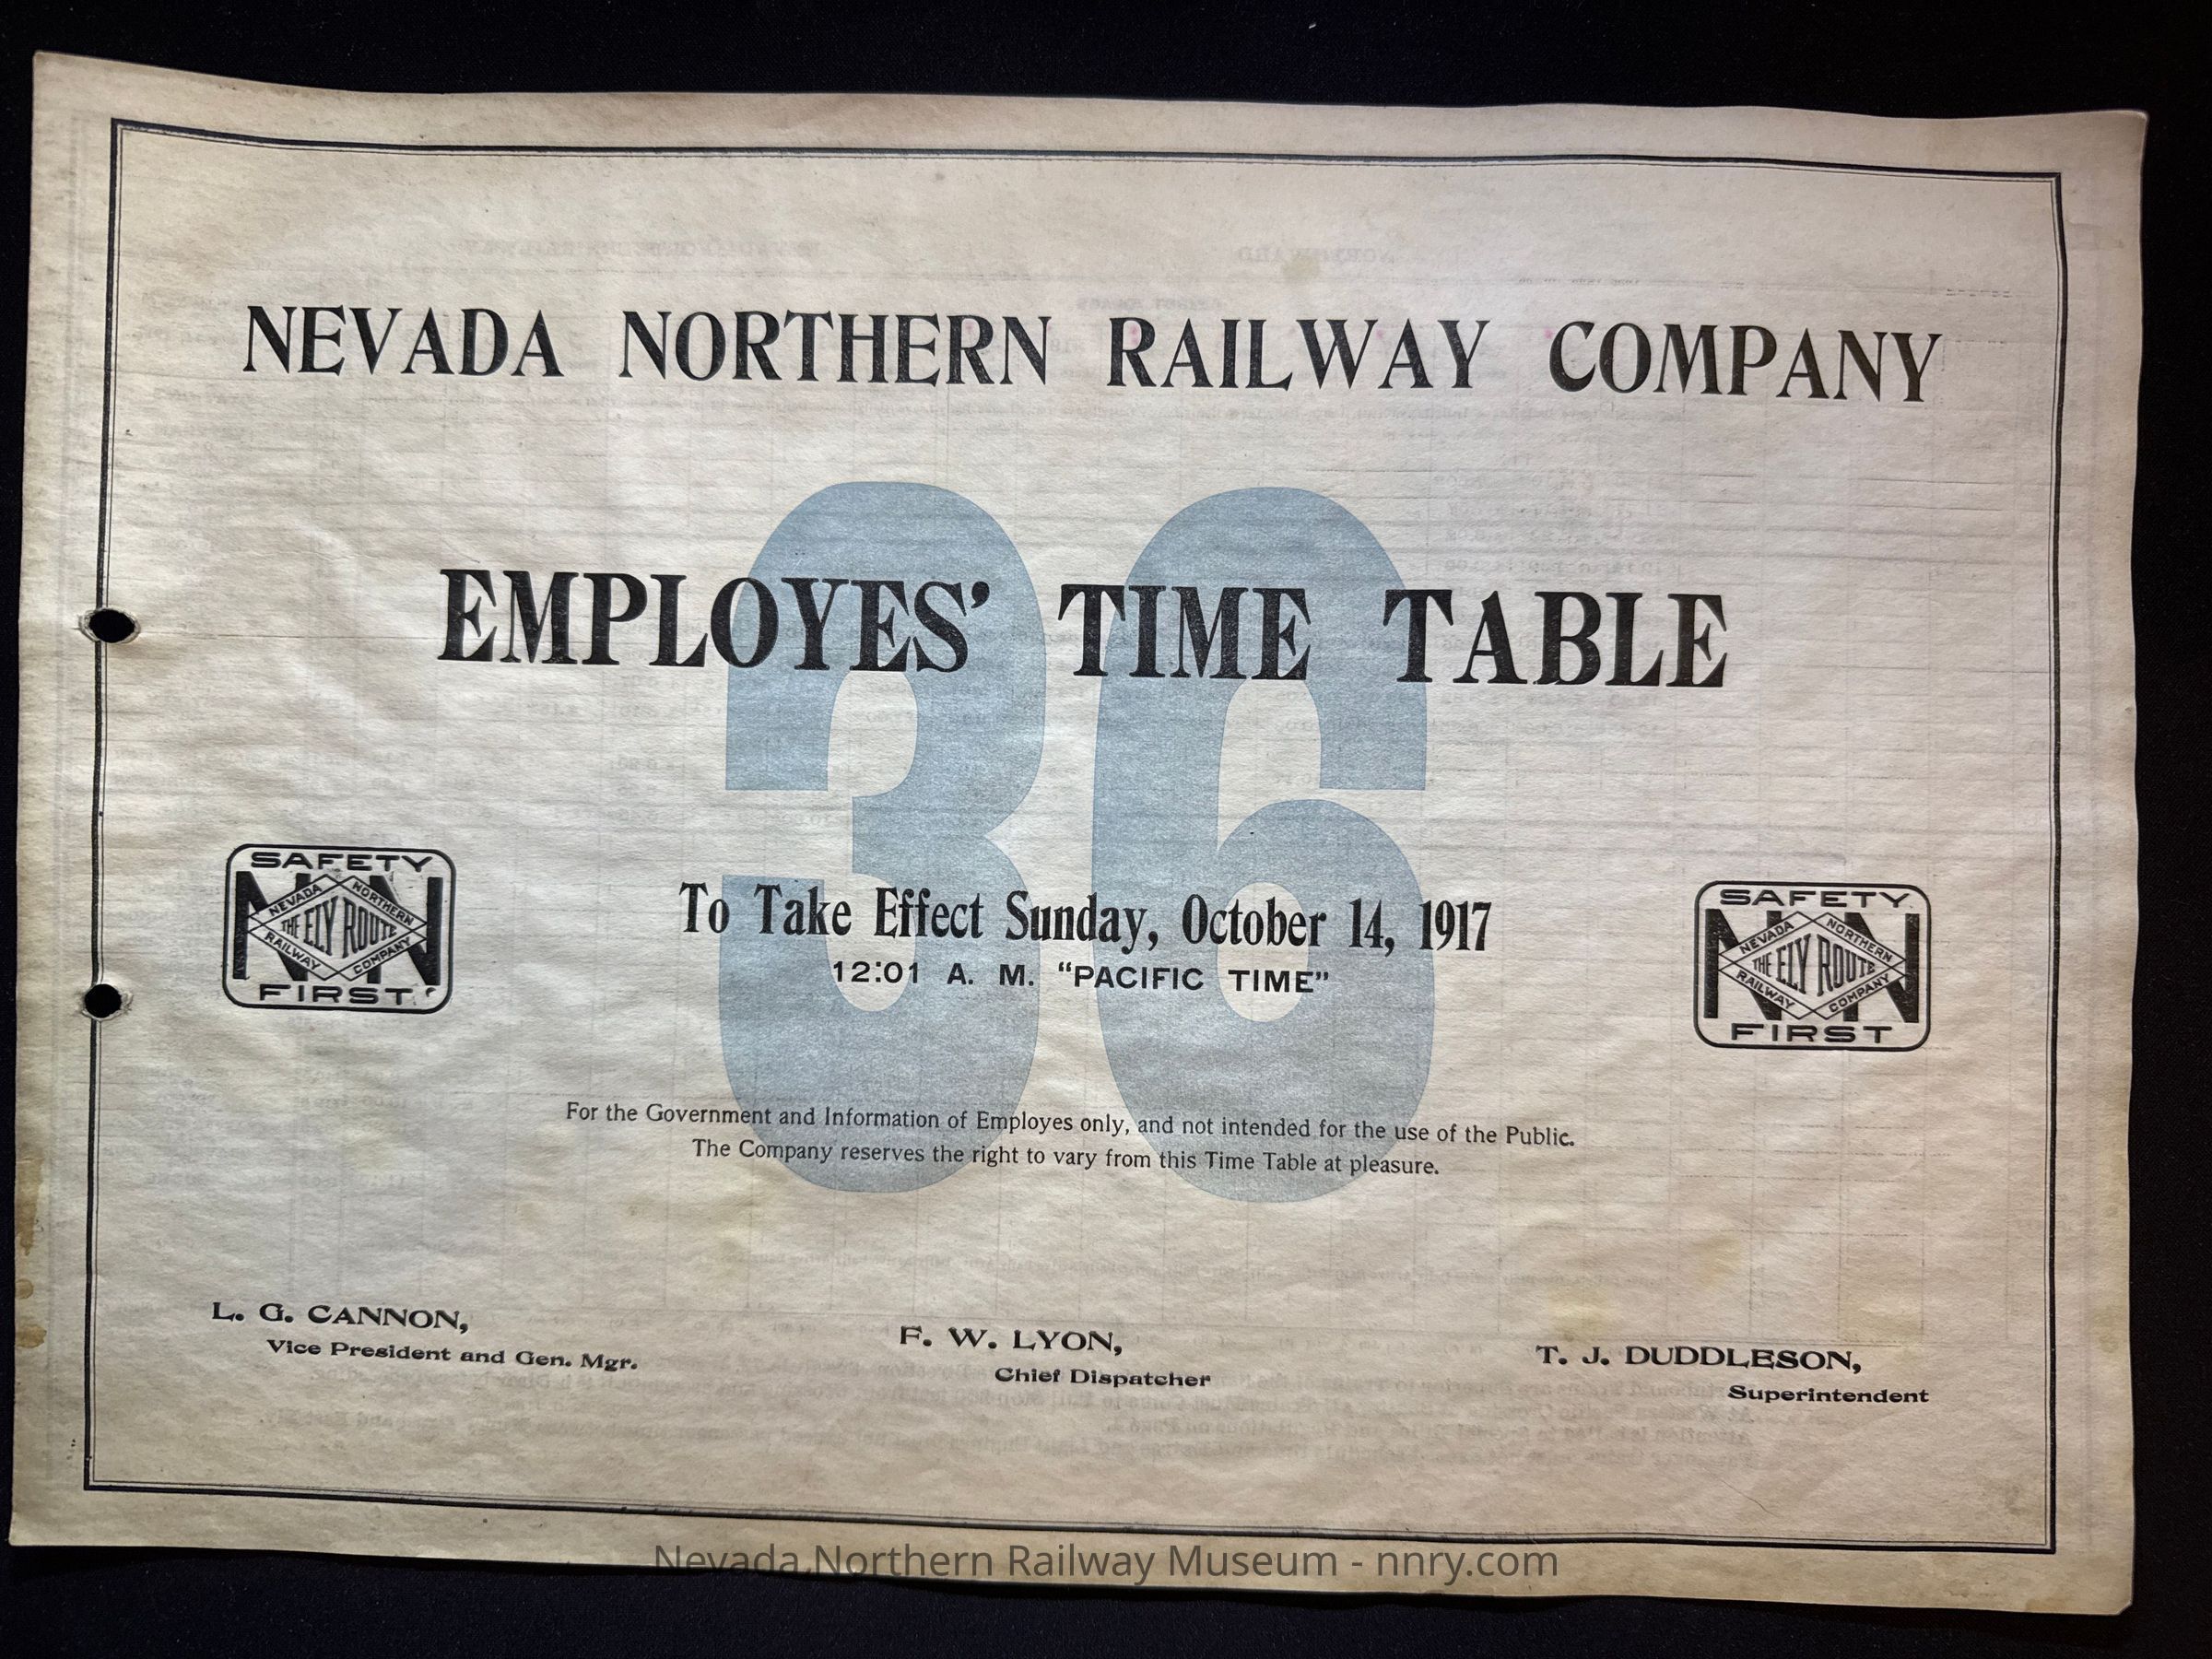 NEVADA NORTHERN RAILWAY COMPANY
36
EMPLOYES’ TIME TABLE
To Take Effect Sunday, October 14, 1917
12:01 A. M. “PACIFIC TIME”
SAFETY
NN
NEVADA NORTHERN
THE ELY ROUTE
RAILWAY COMPANY
FIRST
SAFETY
NN
NEVADA NORTHERN
THE ELY ROUTE
RAILWAY COMPANY
FIRST
For the Government and Information of Employes only, and not intended for the use of the Public.
The Company reserves the right to vary from this Time Table at pleasure.
L. G. CANNON,
Vice President and Gen. Mgr.
F. W. LYON,
Chief Dispatcher
T. J. DUDDLESON,
Superintendent
Nevada Northern Railway Museum - nnry.com